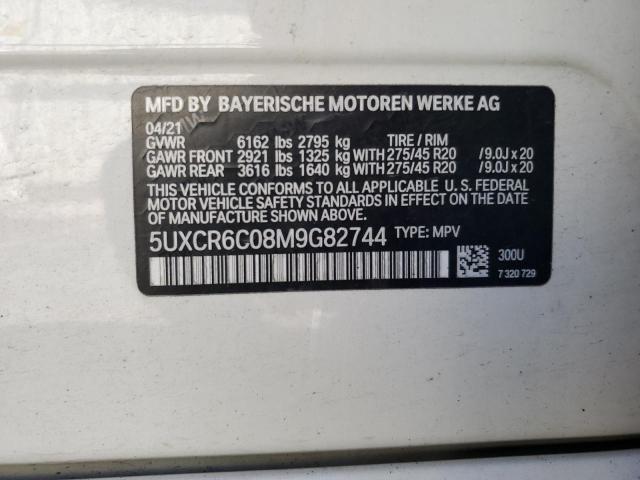 MFD BY BAYERISCHE MOTOREN WERKE AG
04/21
GVWR 6162 lbs 2795 kg TIRE / RIM
GAWR FRONT 2921 lbs 1325 kg WITH 275/45 R20 / 9.0J x 20
GAWR REAR 3616 lbs 1640 kg WITH 275/45 R20 / 9.0J x 20
THIS VEHICLE CONFORMS TO ALL APPLICABLE U. S. FEDERAL
MOTOR VEHICLE SAFETY STANDARDS IN EFFECT ON THE DATE
OF MANUFACTURE SHOWN ABOVE.
5UXCR6C08M9G82744 TYPE: MPV
300U
7 320 729